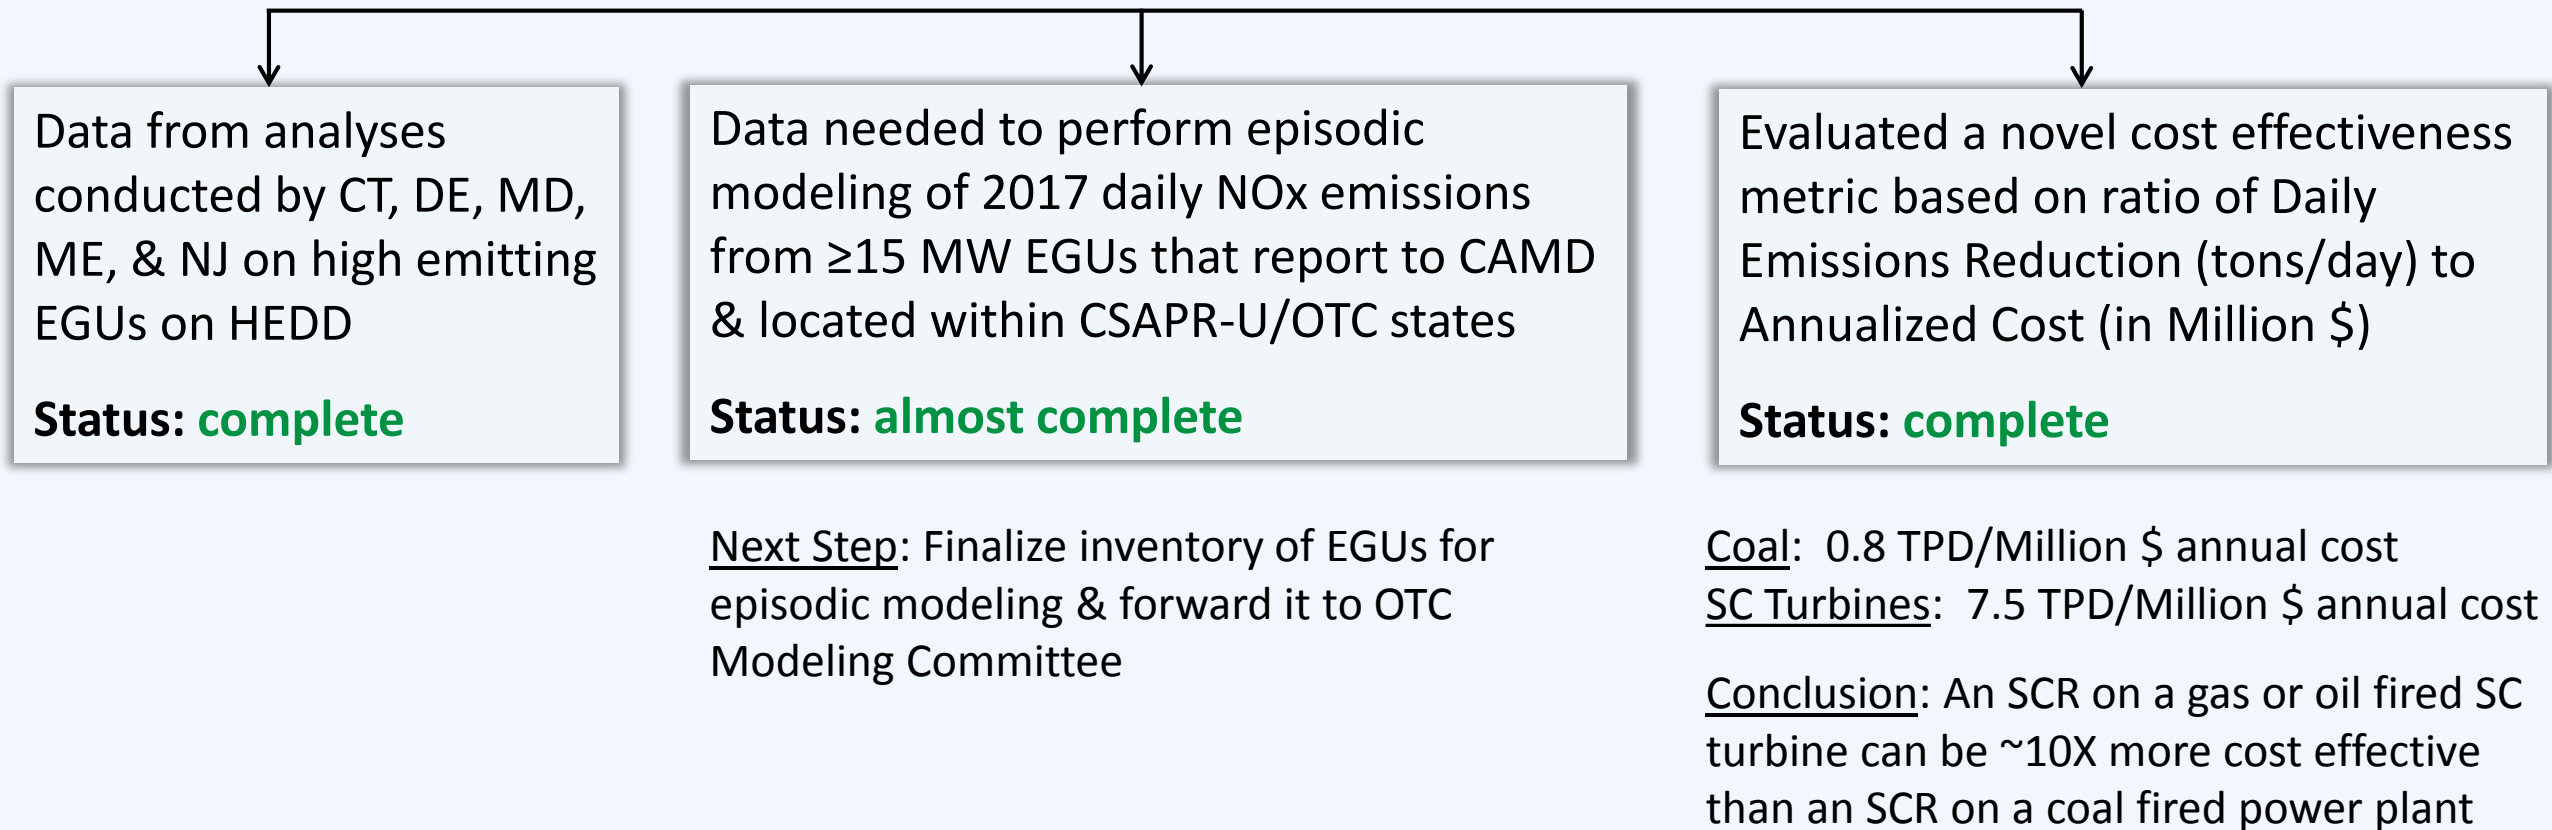 Data from analyses
conducted by CT, DE, MD,
ME, & NJ on high emitting
EGUs on HEDD
Status: complete
Data needed to perform episodic
modeling of 2017 daily NOx emissions
from ≥15 MW EGUs that report to CAMD
& located within CSAPR-U/OTC states
Status: almost complete
Next Step: Finalize inventory of EGUs for
episodic modeling & forward it to OTC
Modeling Committee
Evaluated a novel cost effectiveness
metric based on ratio of Daily
Emissions Reduction (tons/day) to
Annualized Cost (in Million $)
Status: complete
Coal: 0.8 TPD/Million $ annual cost
SC Turbines: 7.5 TPD/Million $ annual cost
Conclusion: An SCR on a gas or oil fired SC
turbine can be ~10X more cost effective
than an SCR on a coal fired power plant